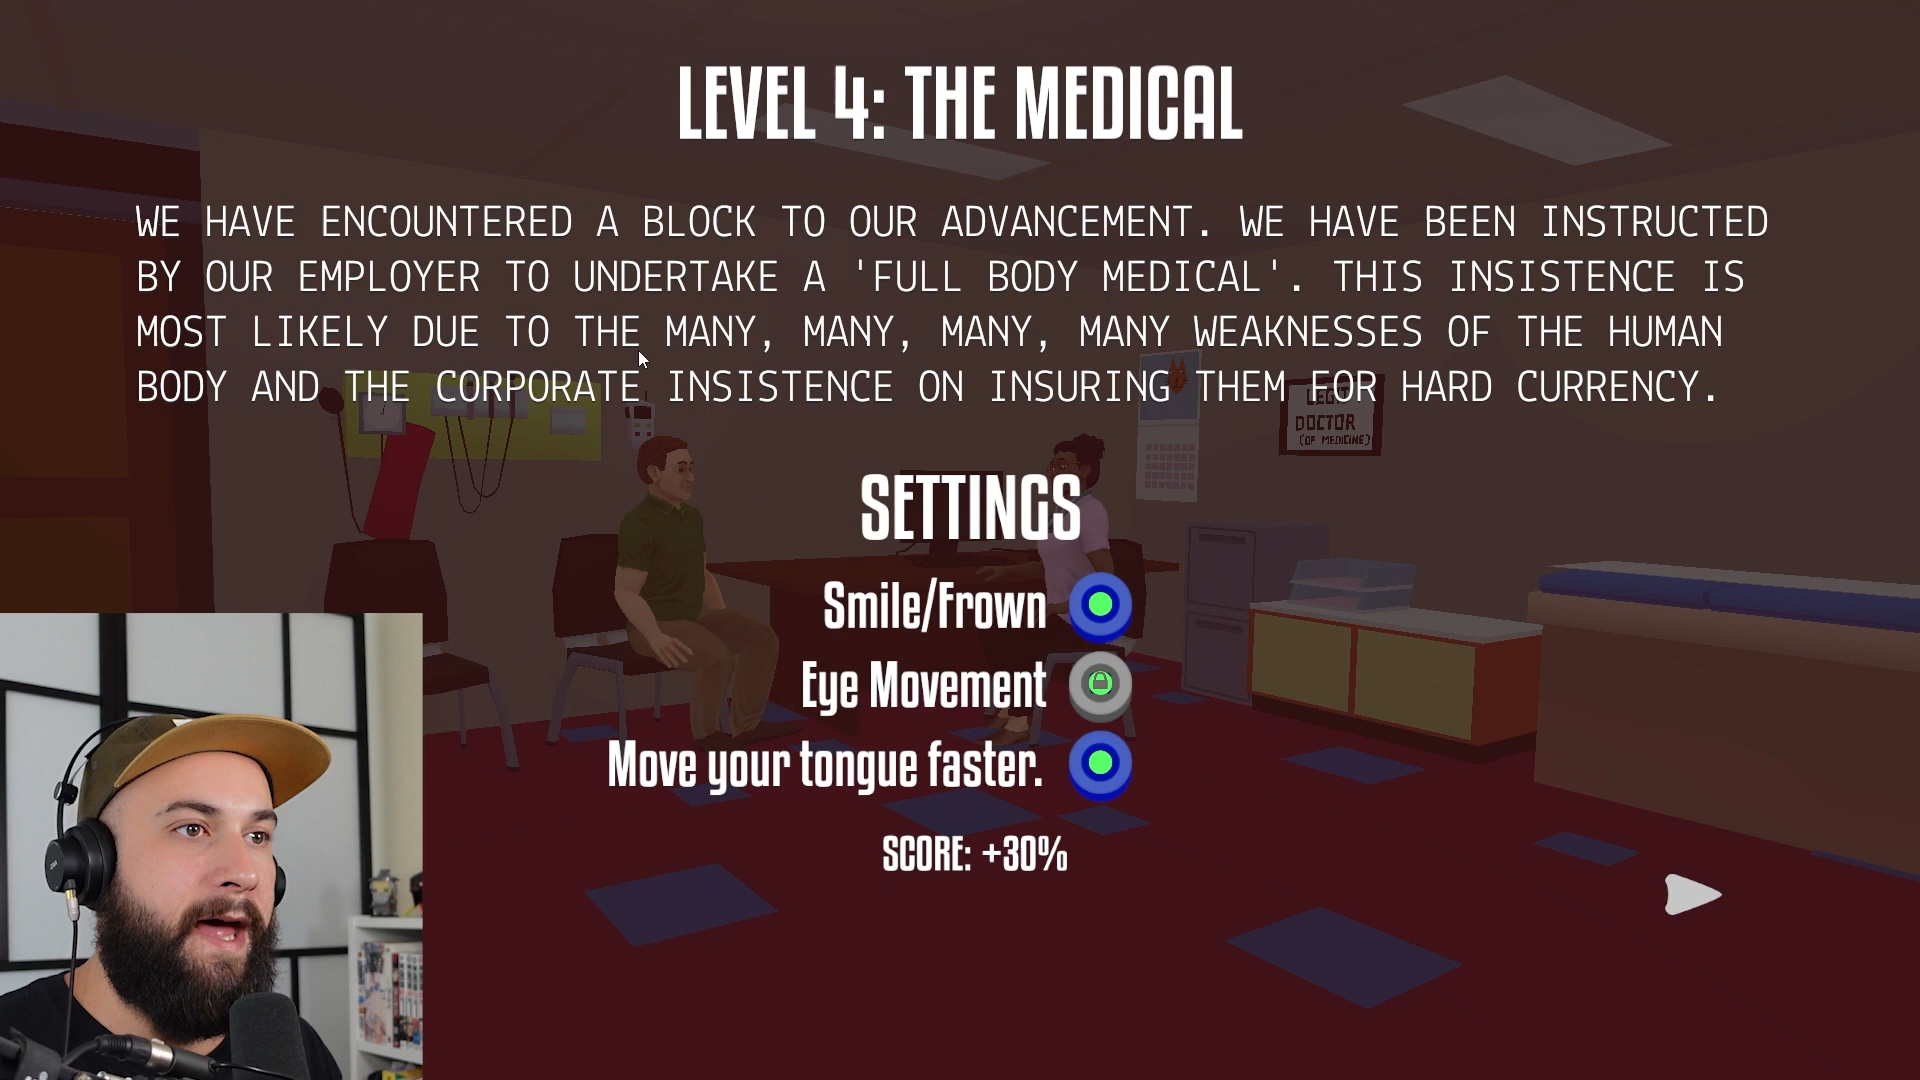 LEVEL 4: THE MEDICAL
WE HAVE ENCOUNTERED A BLOCK TO OUR ADVANCEMENT. WE HAVE BEEN INSTRUCTED
BY OUR EMPLOYER TO UNDERTAKE A 'FULL BODY MEDICAL'. THIS INSISTENCE IS
MOST LIKELY DUE TO THE MANY, MANY, MANY, MANY WEAKNESSES OF THE HUMAN
BODY AND THE CORPORATE INSISTENCE ON INSURING THEM FOR HARD CURRENCY.
DOCTOR
(OF MEDICINE)
SETTINGS
Smile/Frown
Eye Movement
Move your tongue faster.
SCORE: +30%